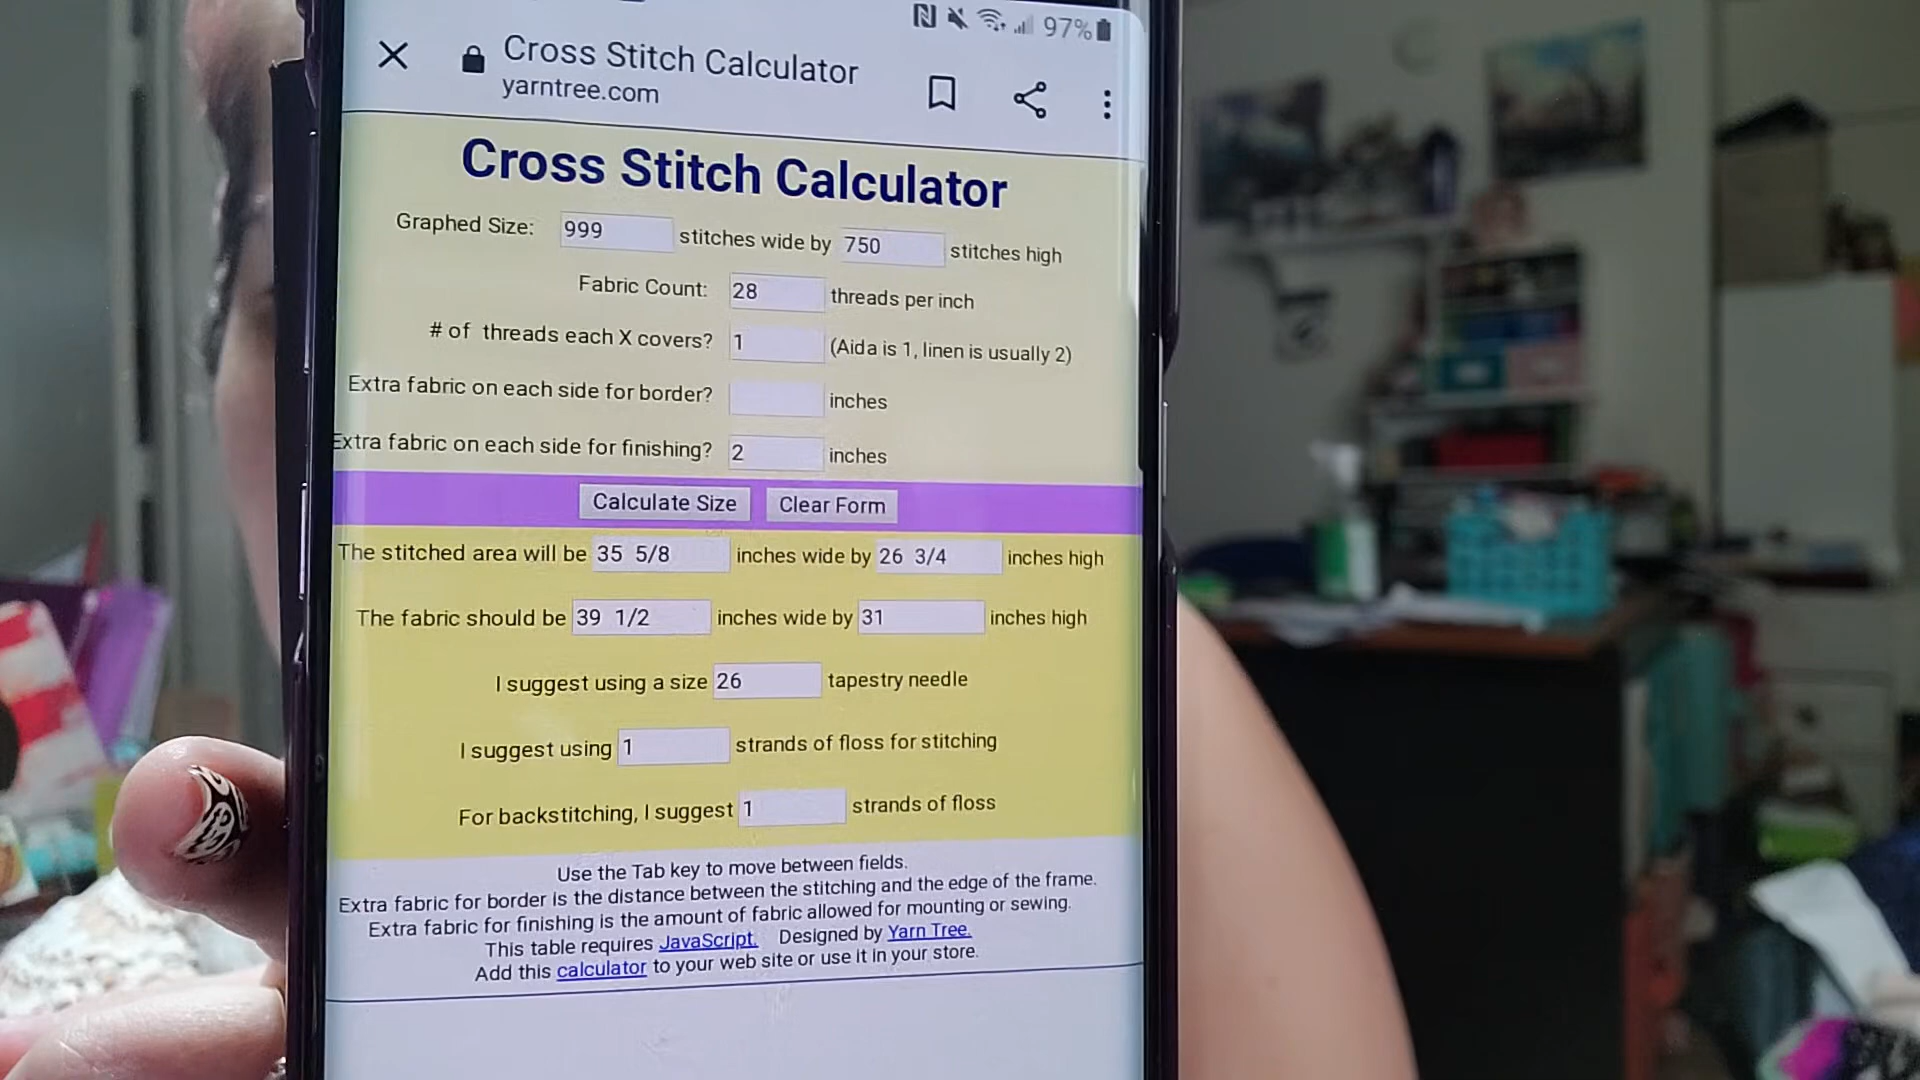 97%
Cross Stitch Calculator
yarntree.com
Cross Stitch Calculator
Graphed Size: 999 stitches wide by 750 stitches high
Fabric Count: 28 threads per inch
# of threads each X covers? 1 (Aida is 1, linen is usually 2)
Extra fabric on each side for border? inches
Extra fabric on each side for finishing? 2 inches
Calculate Size Clear Form
The stitched area will be 35 5/8 inches wide by 26 3/4 inches high
The fabric should be 39 1/2 inches wide by 31 inches high
I suggest using a size 26 tapestry needle
I suggest using 1 strands of floss for stitching
For backstitching, I suggest 1 strands of floss
Use the Tab key to move between fields.
Extra fabric for border is the distance between the stitching and the edge of the frame.
Extra fabric for finishing is the amount of fabric allowed for mounting or sewing.
This table requires JavaScript. Designed by Yarn Tree.
Add this calculator to your web site or use it in your store.